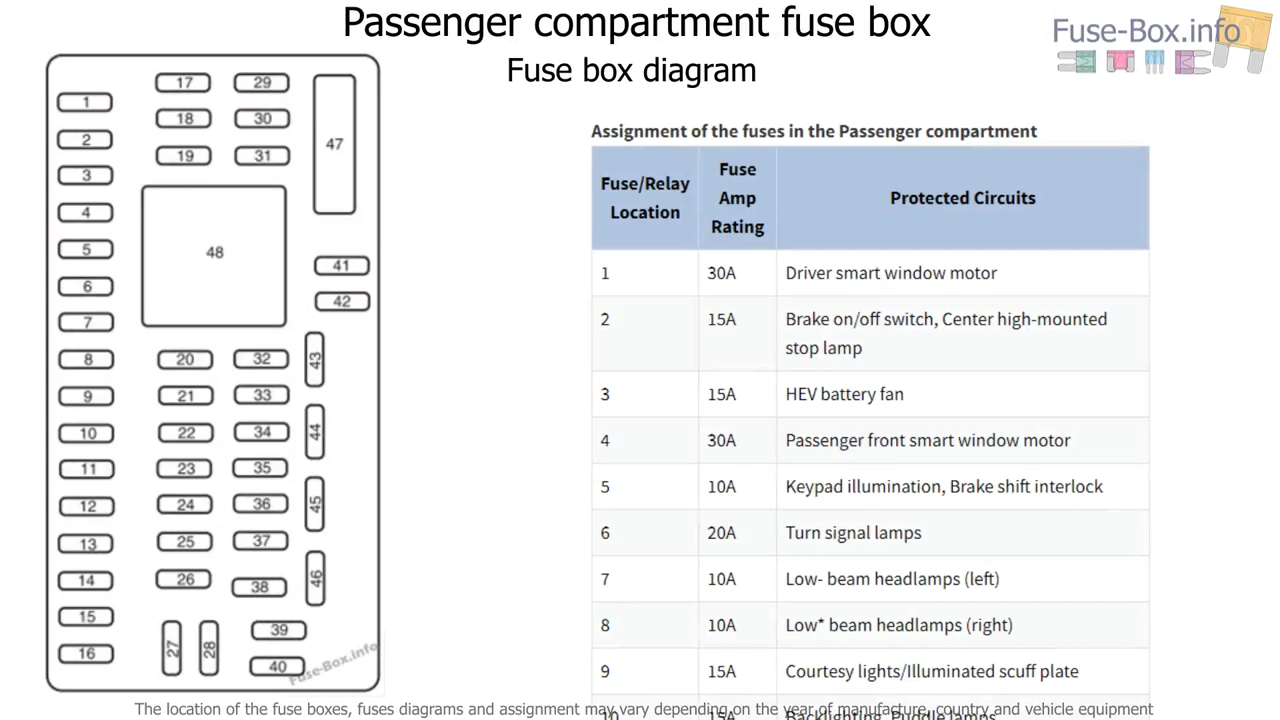 Passenger compartment fuse box
Fuse box diagram
Fuse-Box.info
1
2
3
4
5
6
7
8
9
10
11
12
13
14
15
16
17
18
19
29
30
31
47
48
41
42
20
21
22
23
24
25
26
32
33
34
35
36
37
38
43
44
45
46
27
28
39
40
Fuse-Box.info
Assignment of the fuses in the Passenger compartment
Fuse/Relay Location | Fuse Amp Rating | Protected Circuits
1 30A Driver smart window motor
2 15A Brake on/off switch, Center high-mounted
stop lamp
3 15A HEV battery fan
4 30A Passenger front smart window motor
5 10A Keypad illumination, Brake shift interlock
6 20A Turn signal lamps
7 10A Low- beam headlamps (left)
8 10A Low* beam headlamps (right)
9 15A Courtesy lights/Illuminated scuff plate
10 15A Backlighting, Puddle lamps
The location of the fuse boxes, fuses diagrams and assignment may vary depending on the year of manufacture, country and vehicle equipment